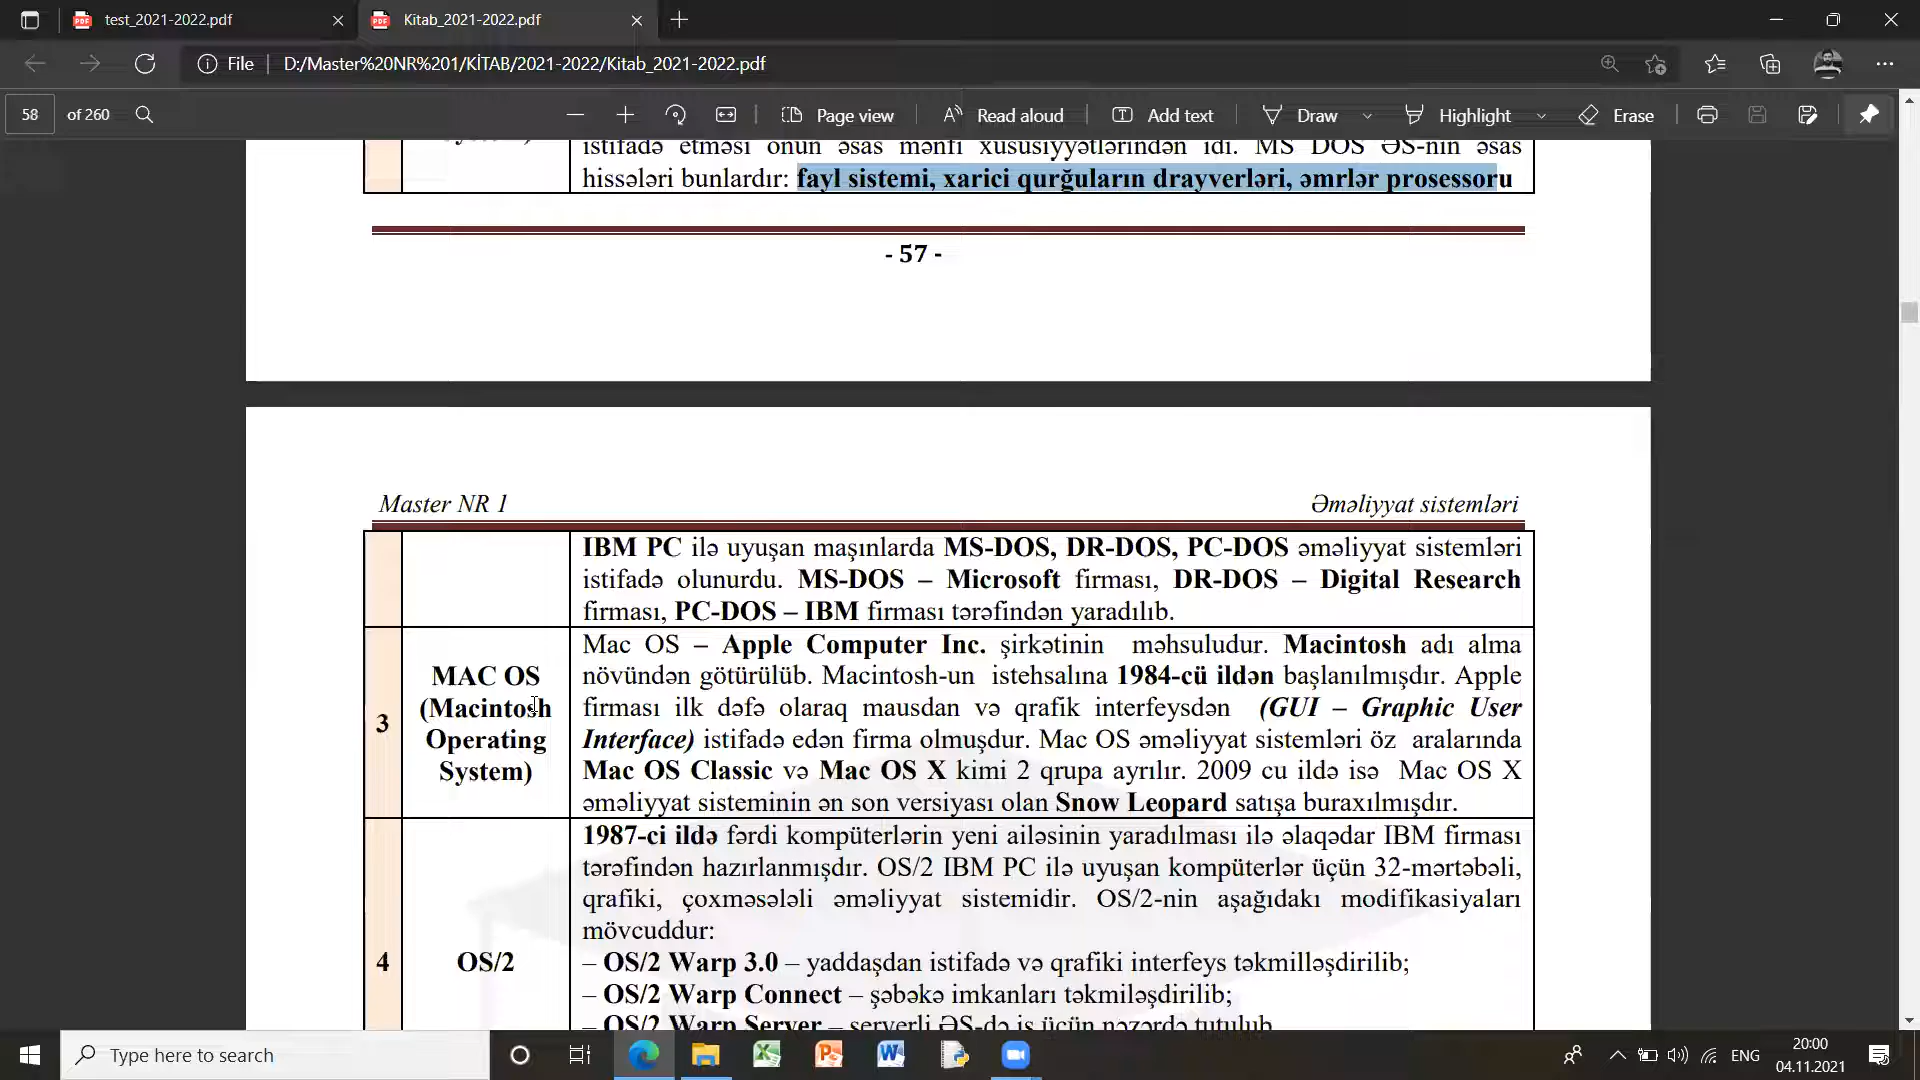 test_2021-2022.pdf
Kitab_2021-2022.pdf
File
D:/Master%20NR%201/KİTAB/2021-2022/Kitab_2021-2022.pdf
58 of 260
Page view
Read aloud
Add text
Draw
Highlight
Erase
istifadə etməsi onun əsas mənfi xüsusiyyətlərindən idi. MS DOS ƏS-nin əsas
hissələri bunlardır: fayl sistemi, xarici qurğuların drayverləri, əmrlər prosessoru
- 57 -
Master NR 1
Əməliyyat sistemləri
IBM PC ilə uyuşan maşınlarda MS-DOS, DR-DOS, PC-DOS əməliyyat sistemləri
istifadə olunurdu. MS-DOS – Microsoft firması, DR-DOS – Digital Research
firması, PC-DOS – IBM firması tərəfindən yaradılıb.
3
MAC OS
(Macintosh
Operating
System)
Mac OS – Apple Computer Inc. şirkətinin məhsuludur. Macintosh adı alma
növündən götürülüb. Macintosh-un istehsalına 1984-cü ildən başlanılmışdır. Apple
firması ilk dəfə olaraq mausdan və qrafik interfeysdən (GUI – Graphic User
Interface) istifadə edən firma olmuşdur. Mac OS əməliyyat sistemləri öz aralarında
Mac OS Classic və Mac OS X kimi 2 qrupa ayrılır. 2009 cu ildə isə Mac OS X
əməliyyat sisteminin ən son versiyası olan Snow Leopard satışa buraxılmışdır.
4
OS/2
1987-ci ildə fərdi kompüterlərin yeni ailəsinin yaradılması ilə əlaqədar IBM firması
tərəfindən hazırlanmışdır. OS/2 IBM PC ilə uyuşan kompüterlər üçün 32-mərtəbəli,
qrafiki, çoxməsələli əməliyyat sistemidir. OS/2-nin aşağıdakı modifikasiyaları
mövcuddur:
– OS/2 Warp 3.0 – yaddaşdan istifadə və qrafiki interfeys təkmilləşdirilib;
– OS/2 Warp Connect – şəbəkə imkanları təkmiləşdirilib;
– OS/2 Warp Server – serverli ƏS-də iş üçün nəzərdə tutulub
Type here to search
ENG
20:00
04.11.2021